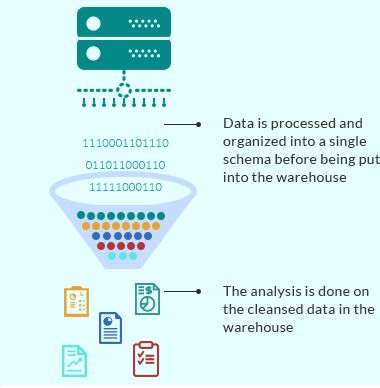 Data is processed and
organized into a single
schema before being put
into the warehouse
1110001101110
011011000110
11111000110
The analysis is done on
the cleansed data in the
warehouse